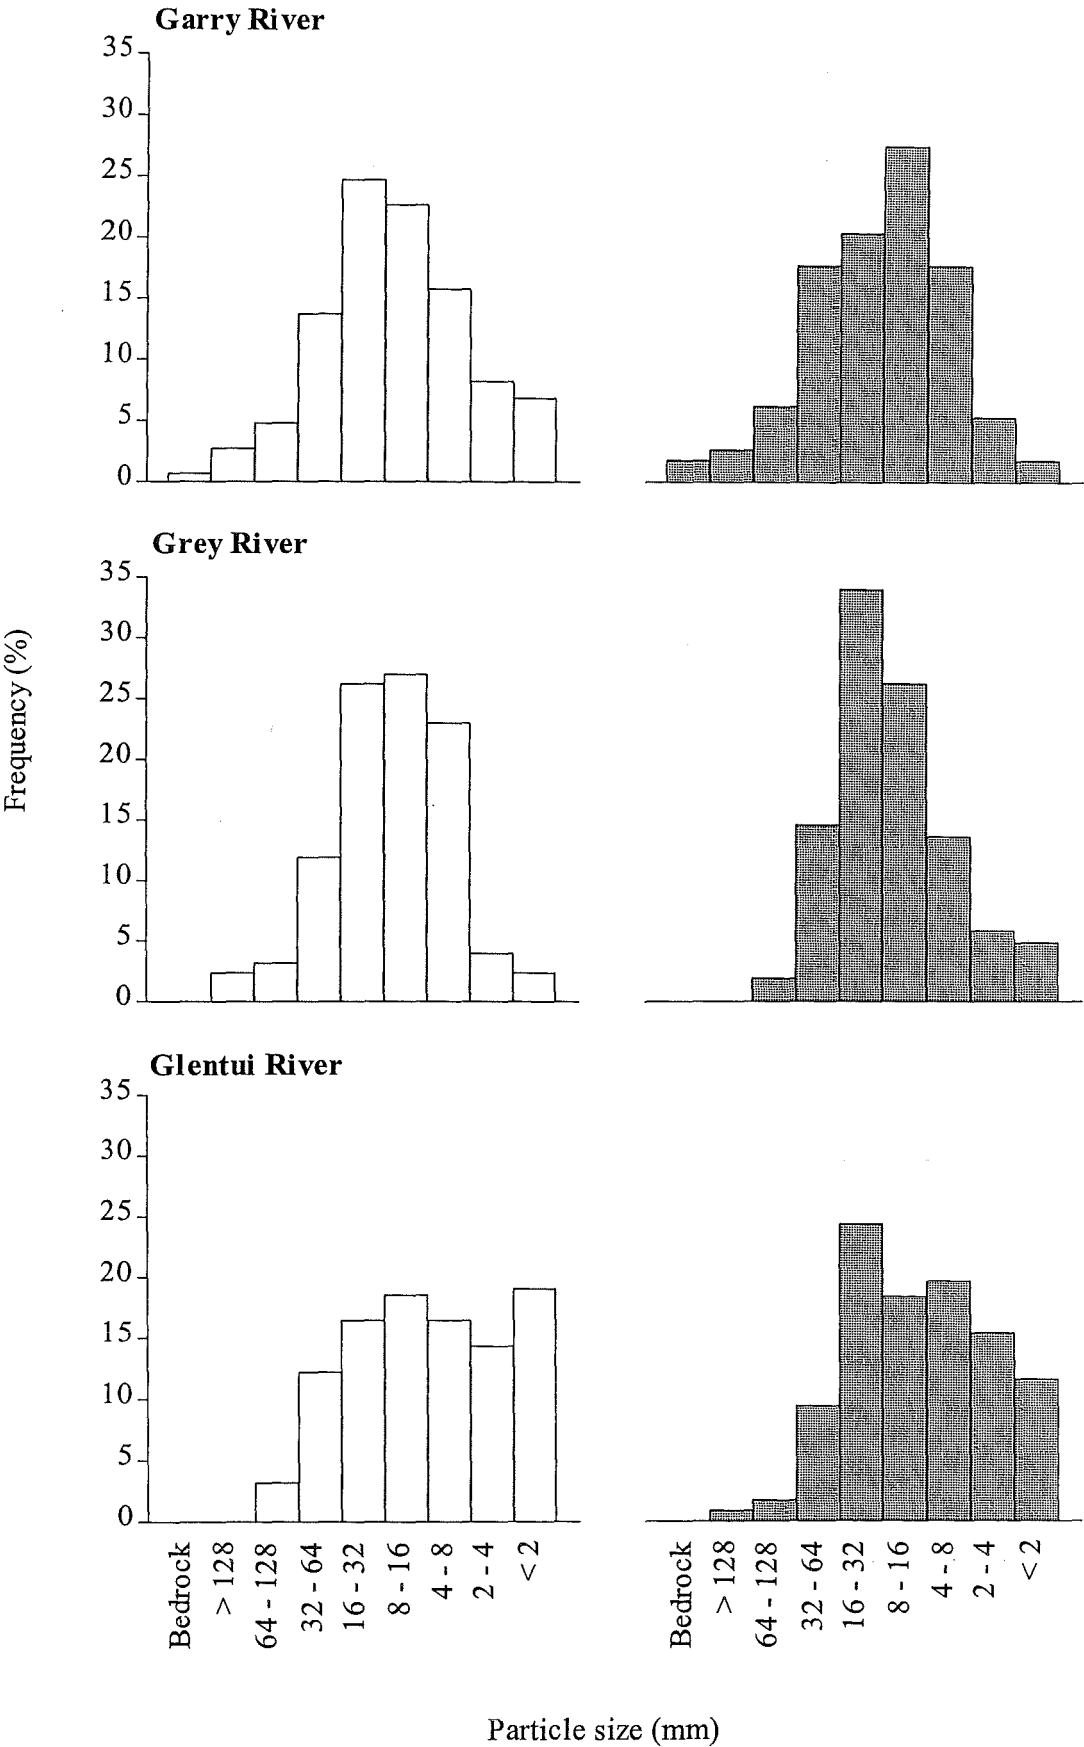 Garry River
35
30
25
20
15
10
5
0
Grey River
35
30
25
20
15
10
5
0
Frequency (%)
Glentui River
35
30
25
20
15
10
5
0
Bedrock
> 128
64 - 128
32 - 64
16 - 32
8 - 16
4 - 8
2 - 4
< 2
Bedrock
> 128
64 - 128
32 - 64
16 - 32
8 - 16
4 - 8
2 - 4
< 2
Particle size (mm)